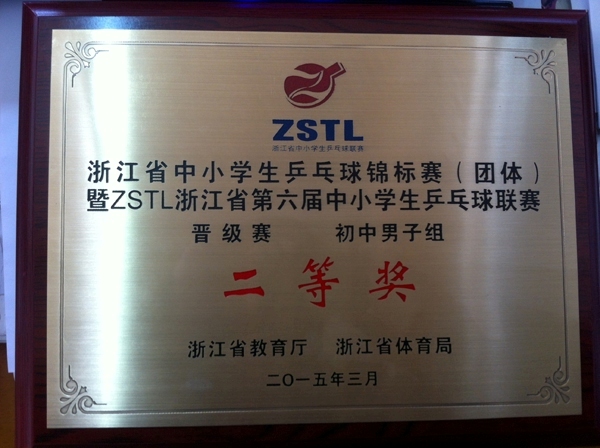 ZSTL
浙江省中小学生乒乓球联赛
浙江省中小学生乒乓球锦标赛（团体）
暨ZSTL浙江省第六届中小学生乒乓球联赛
晋级赛 初中男子组
二等奖
浙江省教育厅 浙江省体育局
二〇一五年三月